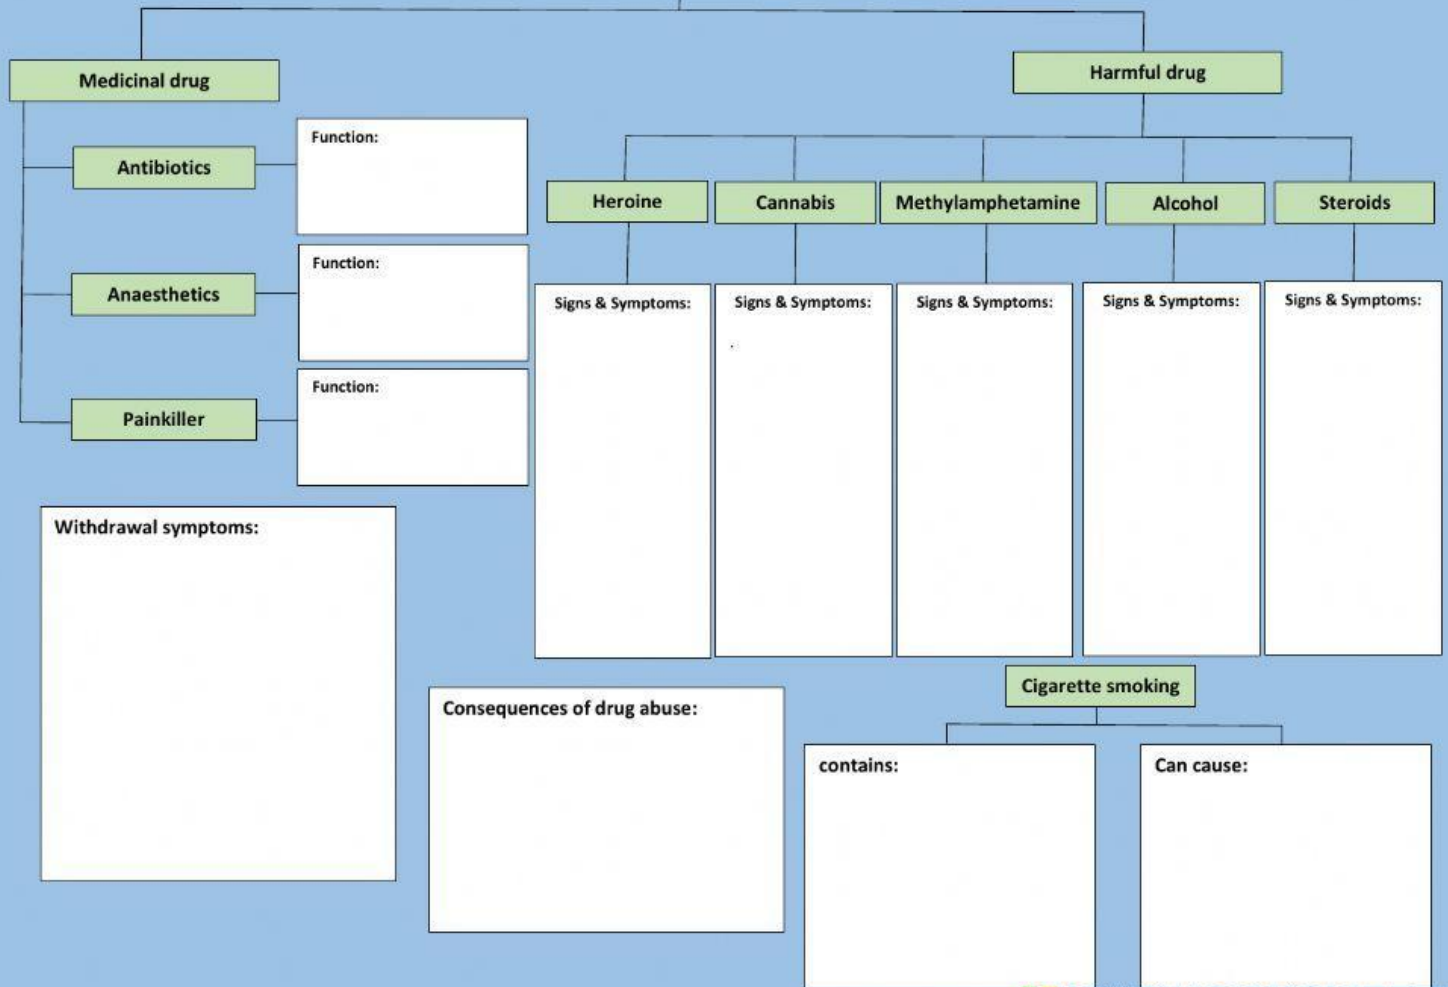 Medicinal drug
Harmful drug
Antibiotics
Function:
Heroine
Cannabis
Methylamphetamine
Alcohol
Steroids
Anaesthetics
Function:
Signs & Symptoms:
Signs & Symptoms:
Signs & Symptoms:
Signs & Symptoms:
Signs & Symptoms:
Painkiller
Function:
Withdrawal symptoms:
Cigarette smoking
Consequences of drug abuse:
contains:
Can cause: